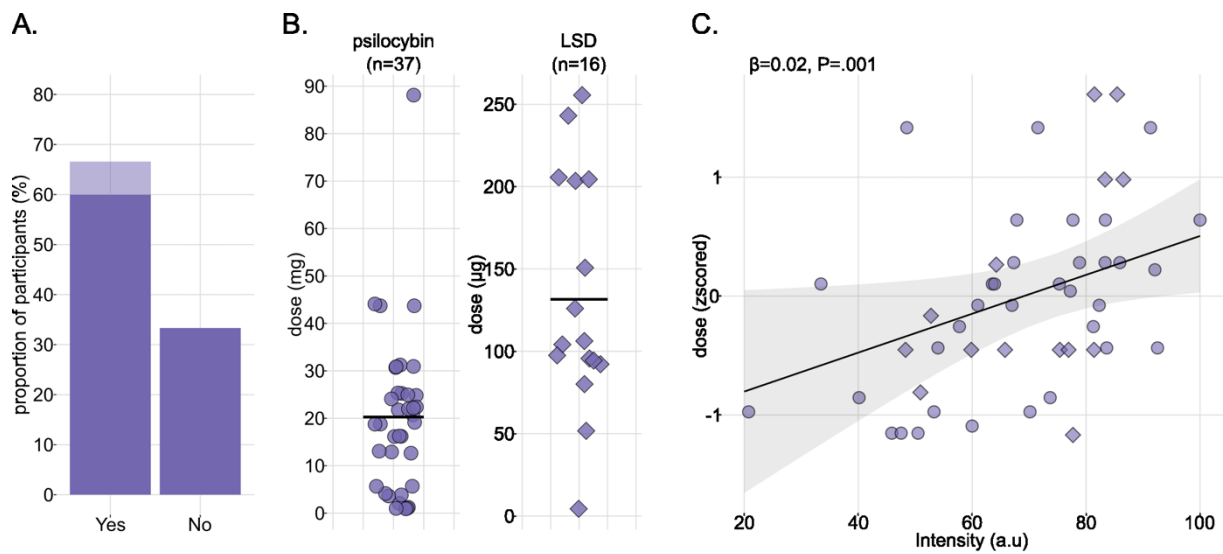 A.
80
70
60
50
40
30
20
10
0
proportion of participants (%)
Yes
No
B.
psilocybin
(n=37)
90
80
70
60
50
40
30
20
10
0
dose (mg)
LSD
(n=16)
250
200
150
100
50
0
dose (µg)
C.
β=0.02, P=.001
1
0
-1
dose (zscored)
20
40
60
80
100
Intensity (a.u)